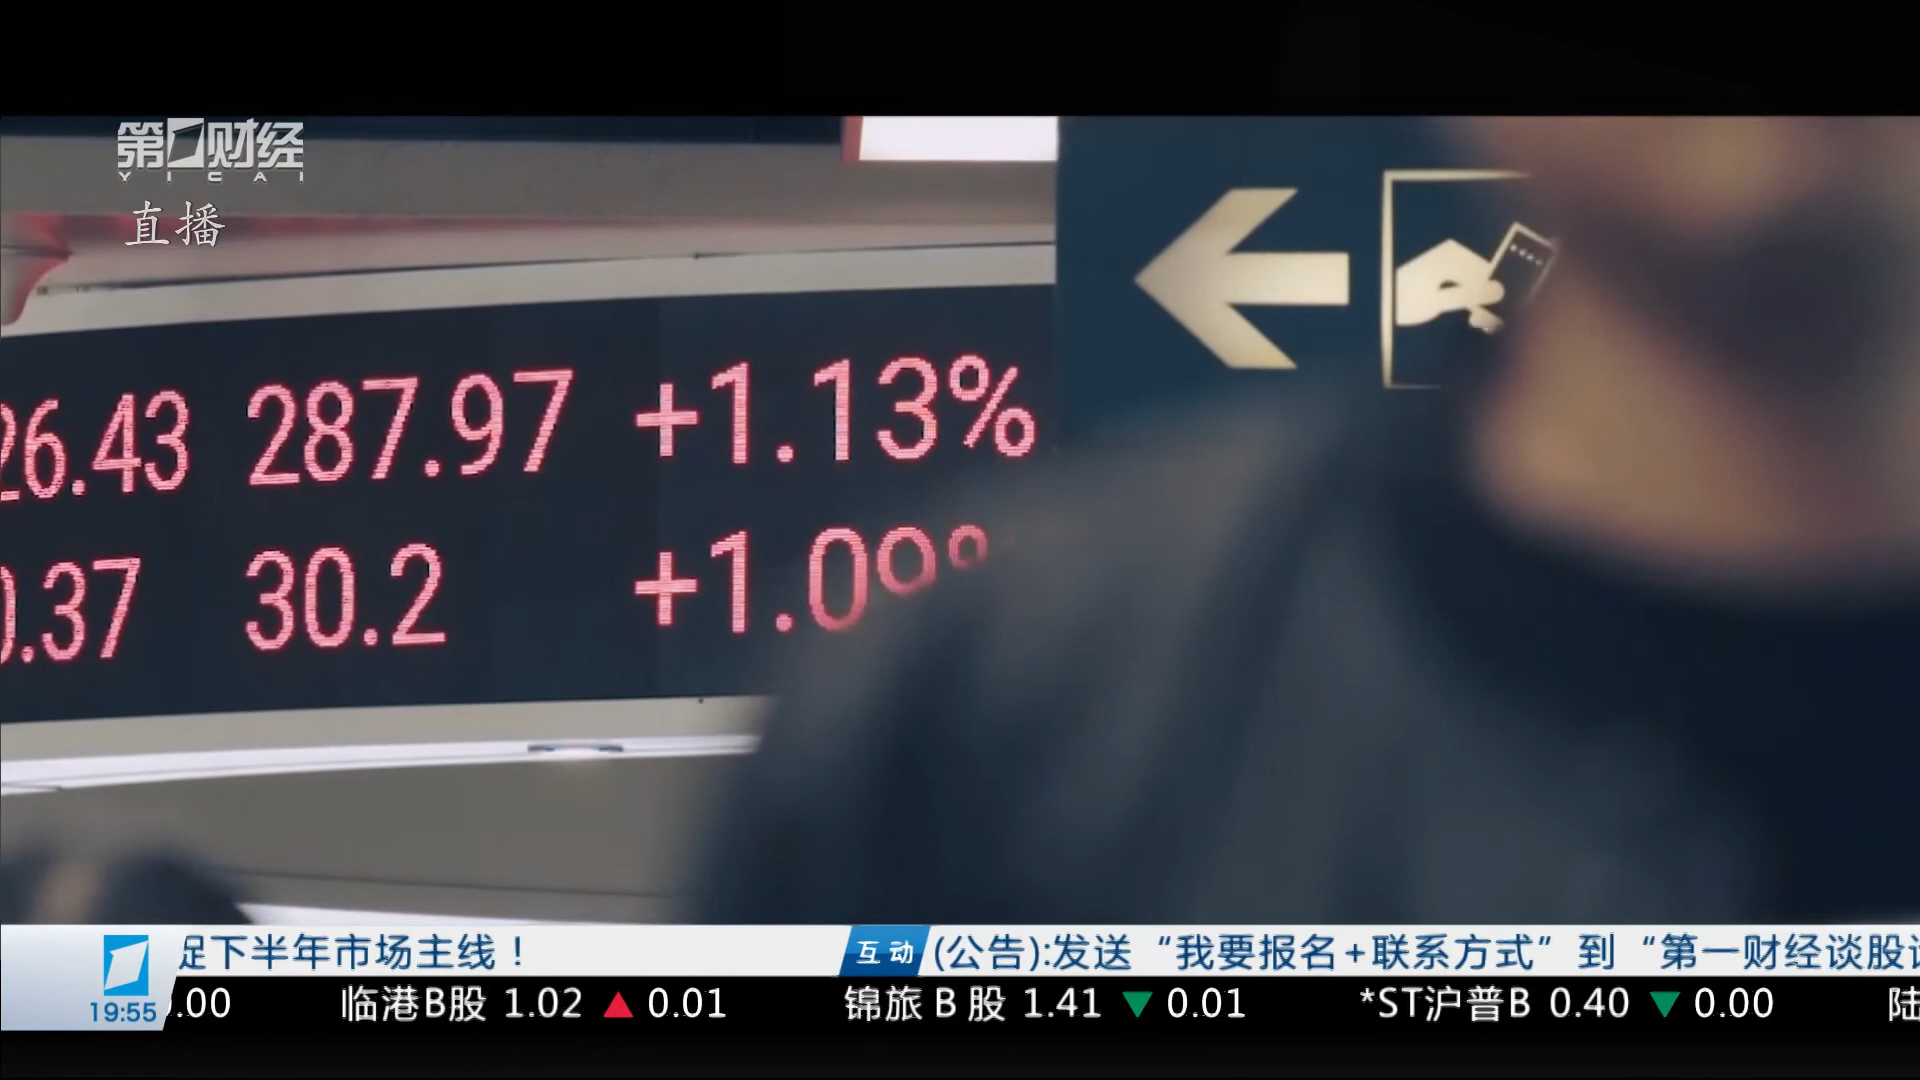 第一财经
YICAI
直播
26.43 287.97 +1.13%
.37 30.2 +1.0
足下半年市场主线！
互动 (公告):发送“我要报名+联系方式”到“第一财经谈股论
19:55
.00 临港B股 1.02 ▲ 0.01 锦旅B股 1.41 ▼ 0.01 *ST沪普B 0.40 ▼ 0.00 陆